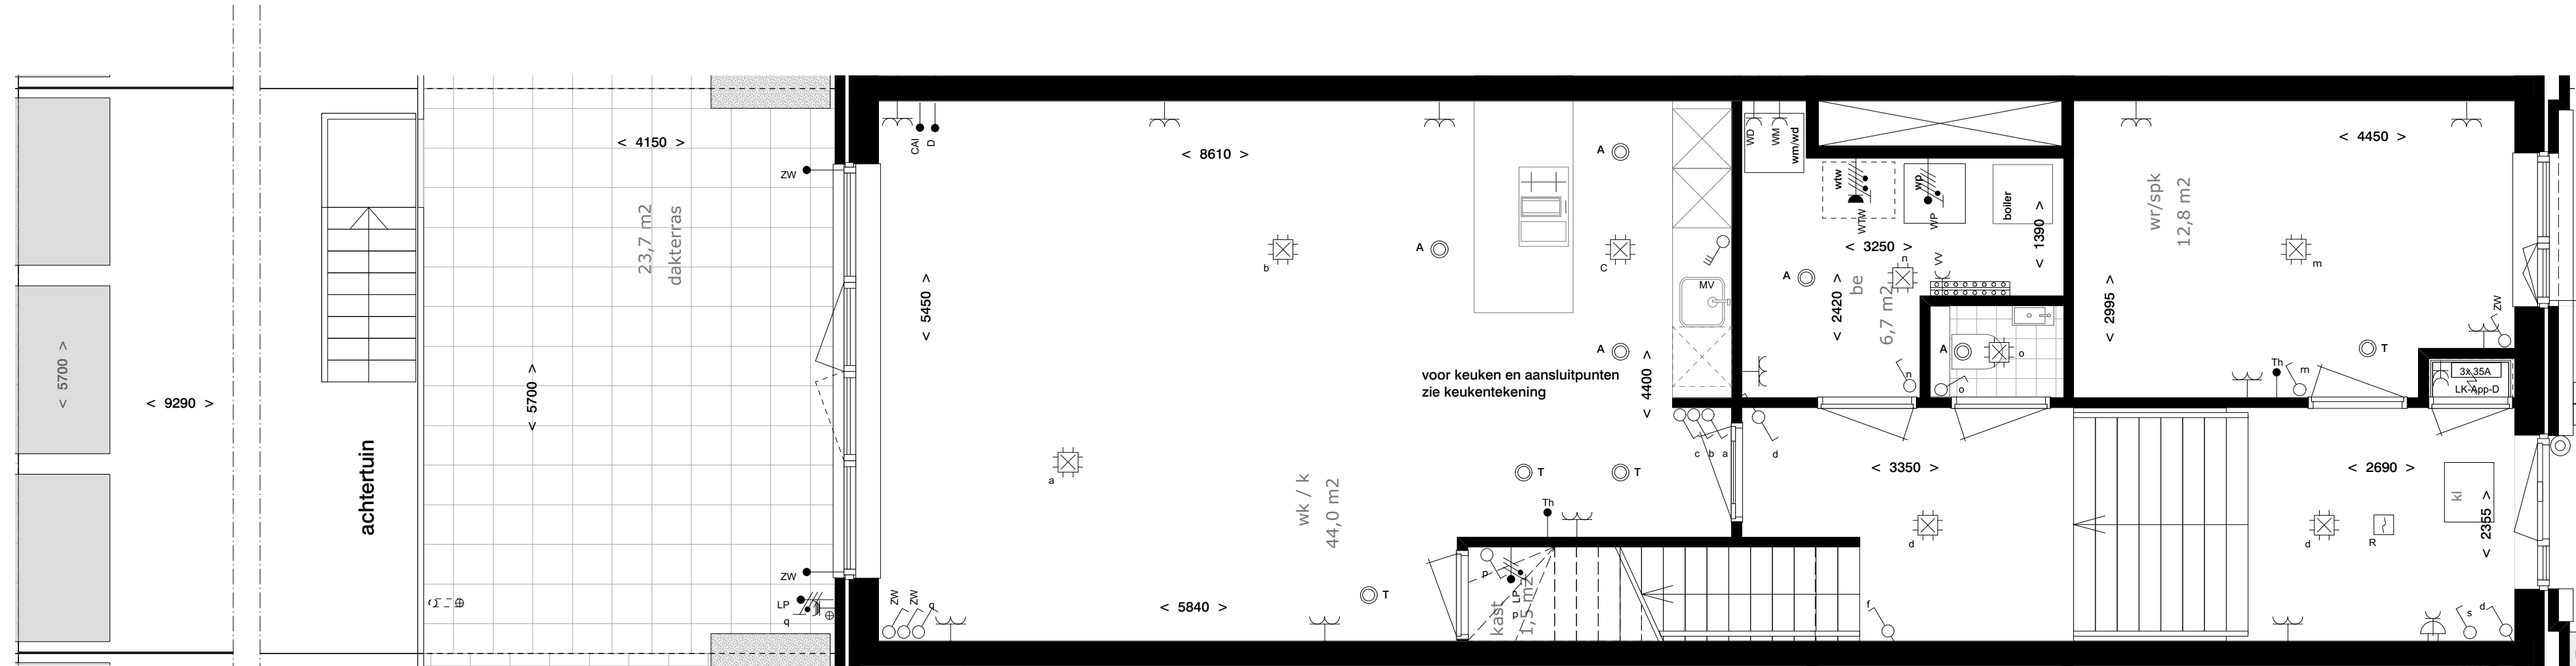 < 5700 >
< 9290 >
achtertuin
< 4150 >
23,7 m2
dakterras
< 5700 >
ZW
ZW
LP
q
CAI
D
< 8610 >
< 5450 >
b
a
A
A
C
A
MV
voor keuken en aansluitpunten
zie keukentekening
< 4400 >
wk / k
44,0 m2
T
T
T
Th
c b a
d
< 5840 >
ZW
ZW
q
p
LP
p
kast
1,5 m2
f
WD
WM
wm/wd
wtw
WTW
wp
WP
boiler
< 3250 >
< 1390 >
n
VV
A
< 2420 >
be
6,7 m2
n
A
o
o
< 3350 >
d
wr/spk
12,8 m2
< 4450 >
< 2995 >
m
ZW
T
Th
m
3x 35A
LK-App-D
< 2690 >
kl
< 2355 >
d
R
s
d